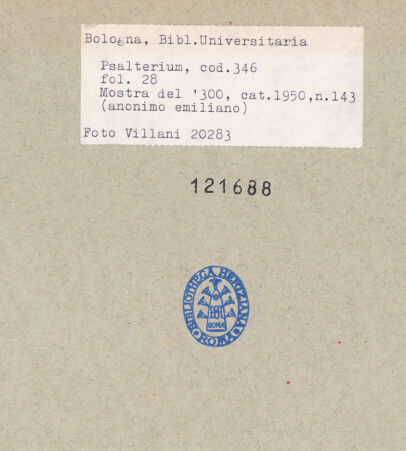 Bologna, Bibl.Universitaria
Psalterium, cod.346
fol. 28
Mostra del '300, cat.1950,n.143
(anonimo emiliano)
Foto Villani 20283
121688
BIBLIOTHECA HERTZIANA
ROMA
ROMA